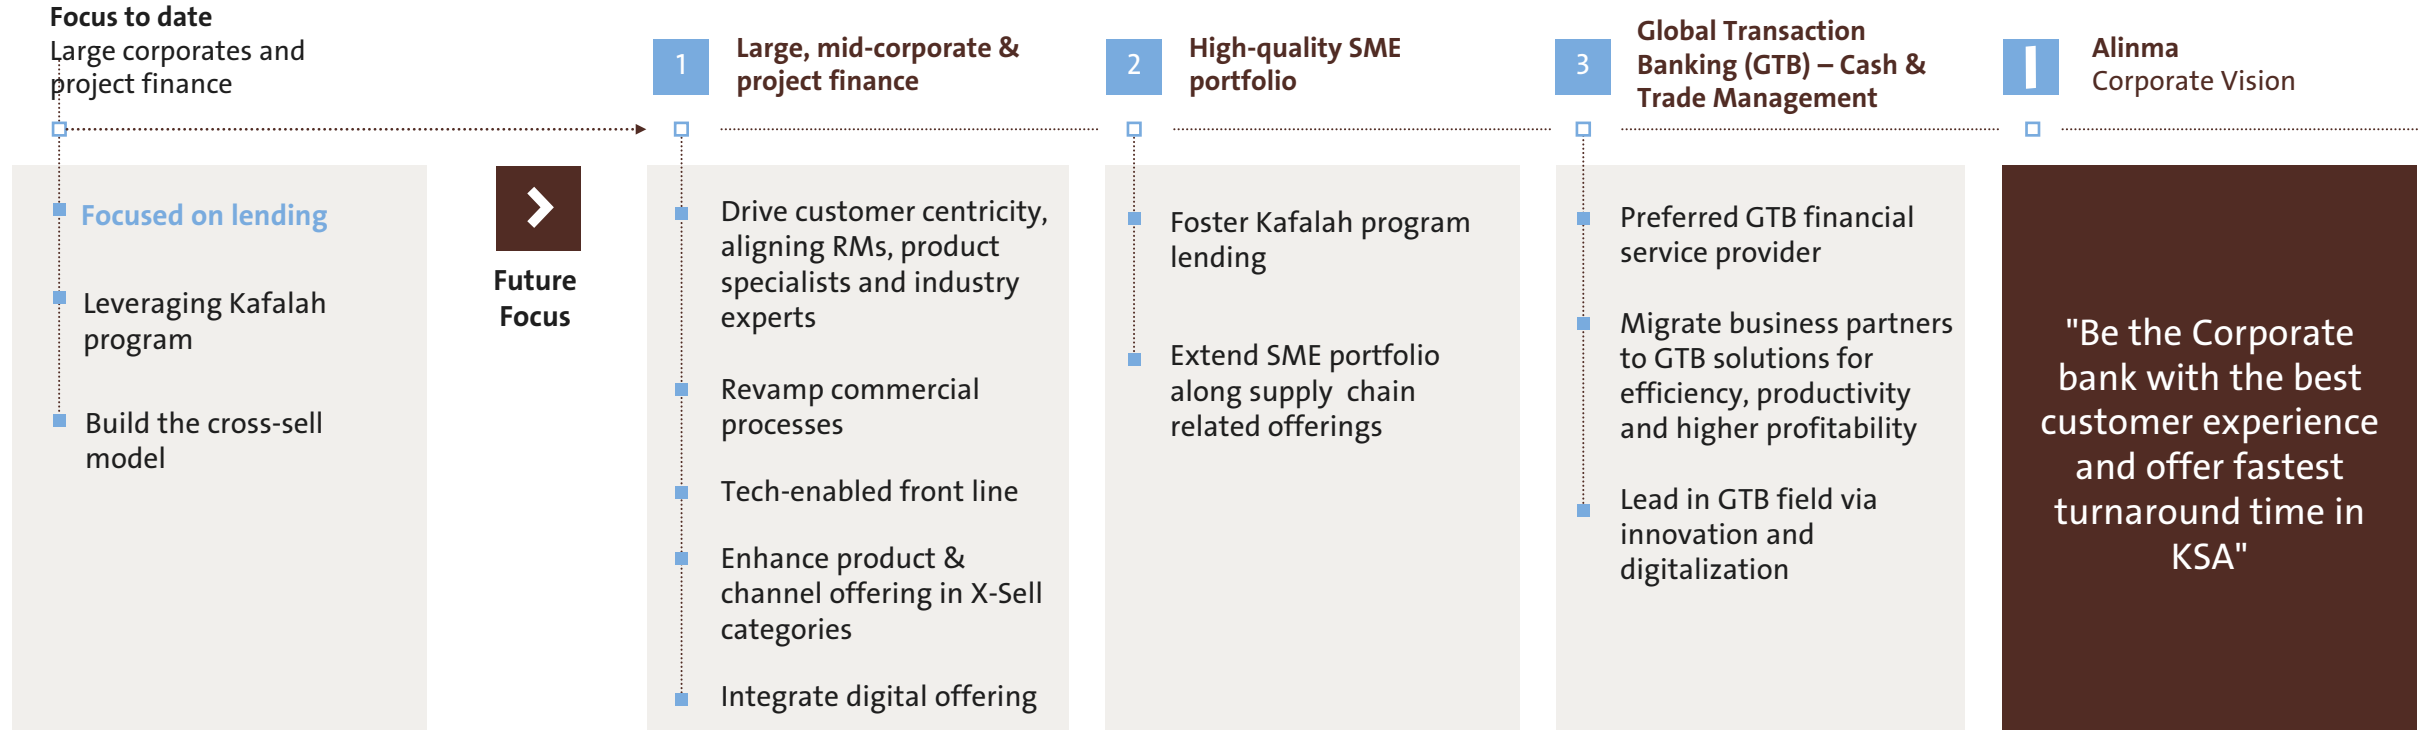 Focus to date
Large corporates and
project finance
Focused on lending
Leveraging Kafalah
program
Build the cross-sell
model
Future
Focus
1
Large, mid-corporate &
project finance
Drive customer centricity,
aligning RMs, product
specialists and industry
experts
Revamp commercial
processes
Tech-enabled front line
Enhance product &
channel offering in X-Sell
categories
Integrate digital offering
2
High-quality SME
portfolio
Foster Kafalah program
lending
Extend SME portfolio
along supply  chain
related offerings
3
Global Transaction
Banking (GTB) – Cash &
Trade Management
Preferred GTB financial
service provider
Migrate business partners
to GTB solutions for
efficiency, productivity
and higher profitability
Lead in GTB field via
innovation and
digitalization
Alinma
Corporate Vision
"Be the Corporate
bank with the best
customer experience
and offer fastest
turnaround time in
KSA"